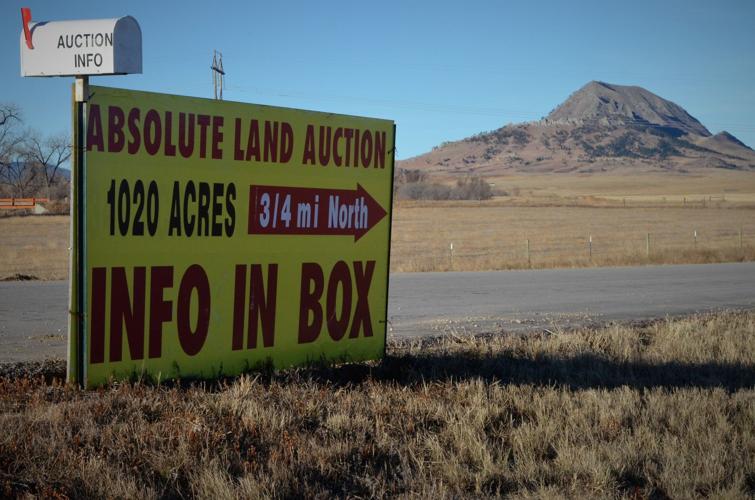 AUCTION
INFO
ABSOLUTE LAND AUCTION
1020 ACRES 3/4 mi North
INFO IN BOX